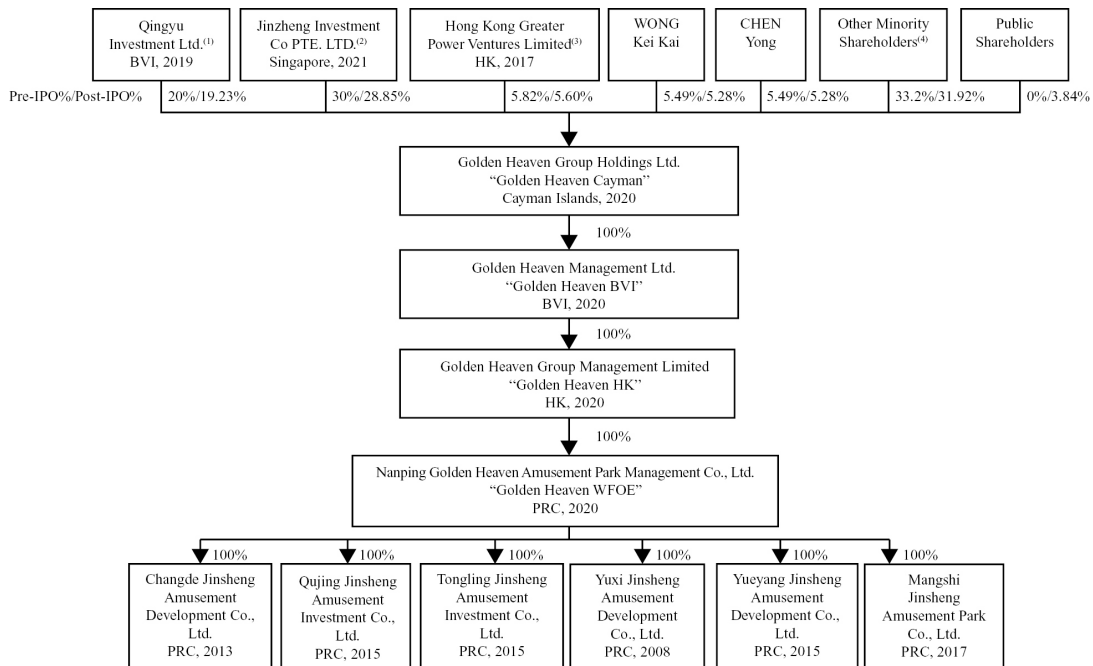 Qingyu
Investment Ltd.(1)
BVI, 2019
Jinzheng Investment
Co PTE. LTD.(2)
Singapore, 2021
Hong Kong Greater
Power Ventures Limited(3)
HK, 2017
WONG
Kei Kai
CHEN
Yong
Other Minority
Shareholders(4)
Public
Shareholders
Pre-IPO%/Post-IPO%
20%/19.23%
30%/28.85%
5.82%/5.60%
5.49%/5.28%
5.49%/5.28%
33.2%/31.92%
0%/3.84%
Golden Heaven Group Holdings Ltd.
“Golden Heaven Cayman”
Cayman Islands, 2020
100%
Golden Heaven Management Ltd.
“Golden Heaven BVI”
BVI, 2020
100%
Golden Heaven Group Management Limited
“Golden Heaven HK”
HK, 2020
100%
Nanping Golden Heaven Amusement Park Management Co., Ltd.
“Golden Heaven WFOE”
PRC, 2020
100%
100%
100%
100%
100%
100%
Changde Jinsheng
Amusement
Development Co.,
Ltd.
PRC, 2013
Qujing Jinsheng
Amusement
Investment Co.,
Ltd.
PRC, 2015
Tongling Jinsheng
Amusement
Investment Co.,
Ltd.
PRC, 2015
Yuxi Jinsheng
Amusement
Development
Co., Ltd.
PRC, 2008
Yueyang Jinsheng
Amusement
Development Co.,
Ltd.
PRC, 2015
Mangshi
Jinsheng
Amusement Park
Co., Ltd.
PRC, 2017